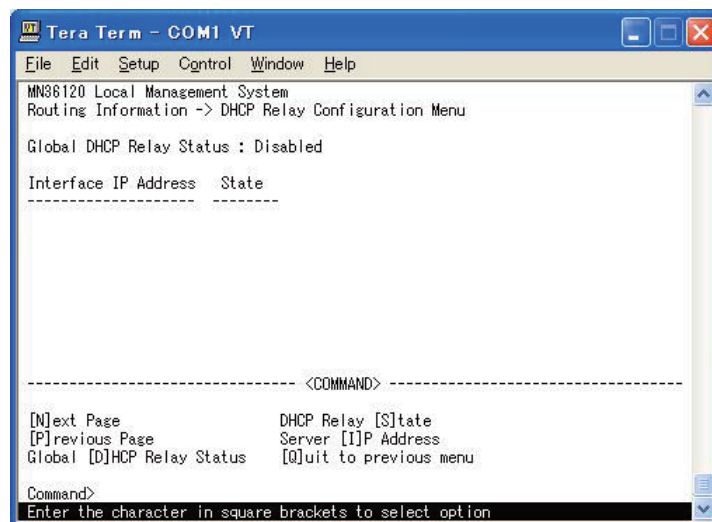 Tera Term - COM1 VT
File Edit Setup Control Window Help
MN36120 Local Management System
Routing Information -> DHCP Relay Configuration Menu
Global DHCP Relay Status : Disabled
Interface IP Address State
-------------------- --------
-------------------------------- <COMMAND> -----------------------------------
[N]ext Page DHCP Relay [S]tate
[P]revious Page Server [I]P Address
Global [D]HCP Relay Status [Q]uit to previous menu
Command>
Enter the character in square brackets to select option